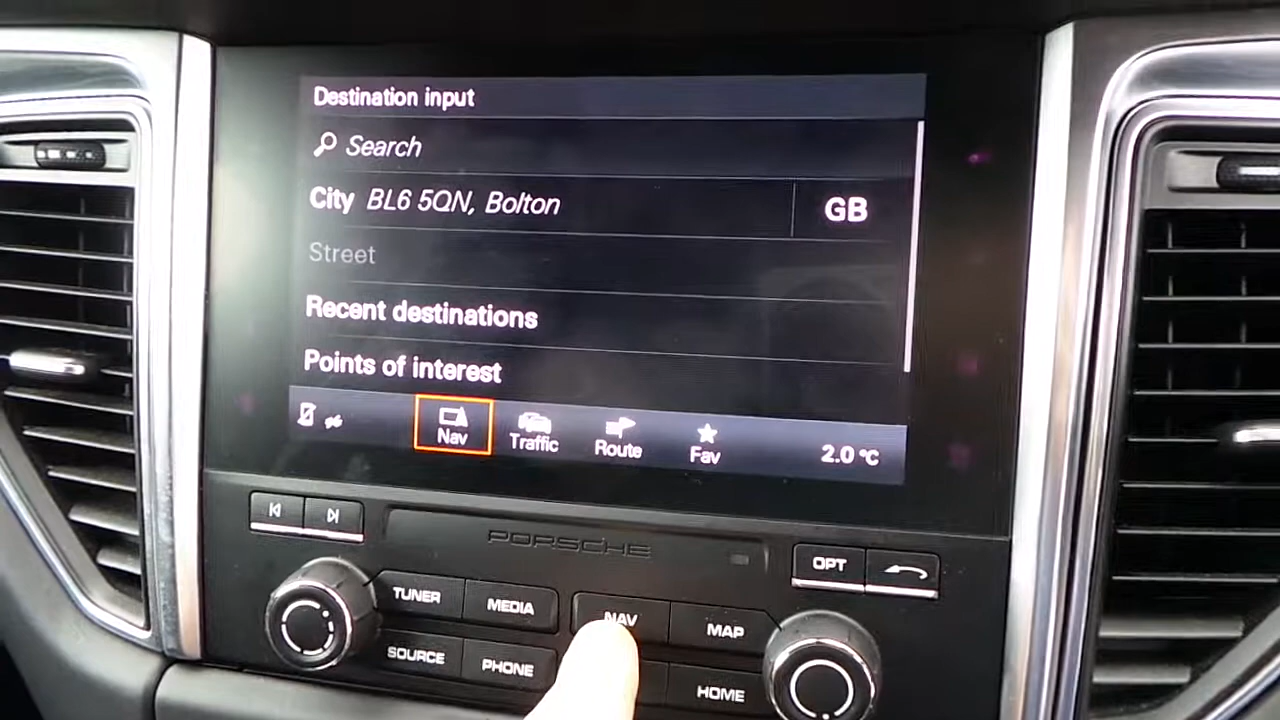 Destination input
Search
City BL6 5QN, Bolton GB
Street
Recent destinations
Points of interest
Nav Traffic Route Fav 2.0 °C
PORSCHE
OPT
TUNER MEDIA NAV MAP
SOURCE PHONE HOME